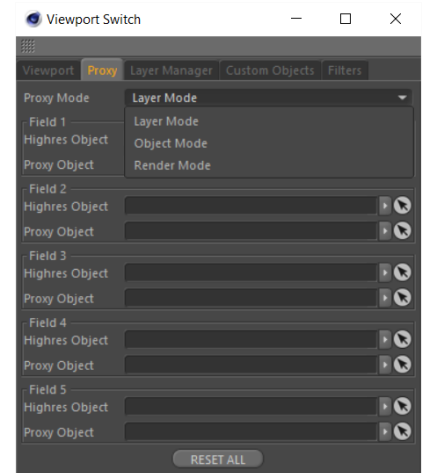 Viewport Switch
Viewport Proxy Layer Manager Custom Objects Filters
Proxy Mode Layer Mode
Layer Mode
Object Mode
Render Mode
Field 1
Highres Object
Proxy Object
Field 2
Highres Object
Proxy Object
Field 3
Highres Object
Proxy Object
Field 4
Highres Object
Proxy Object
Field 5
Highres Object
Proxy Object
RESET ALL